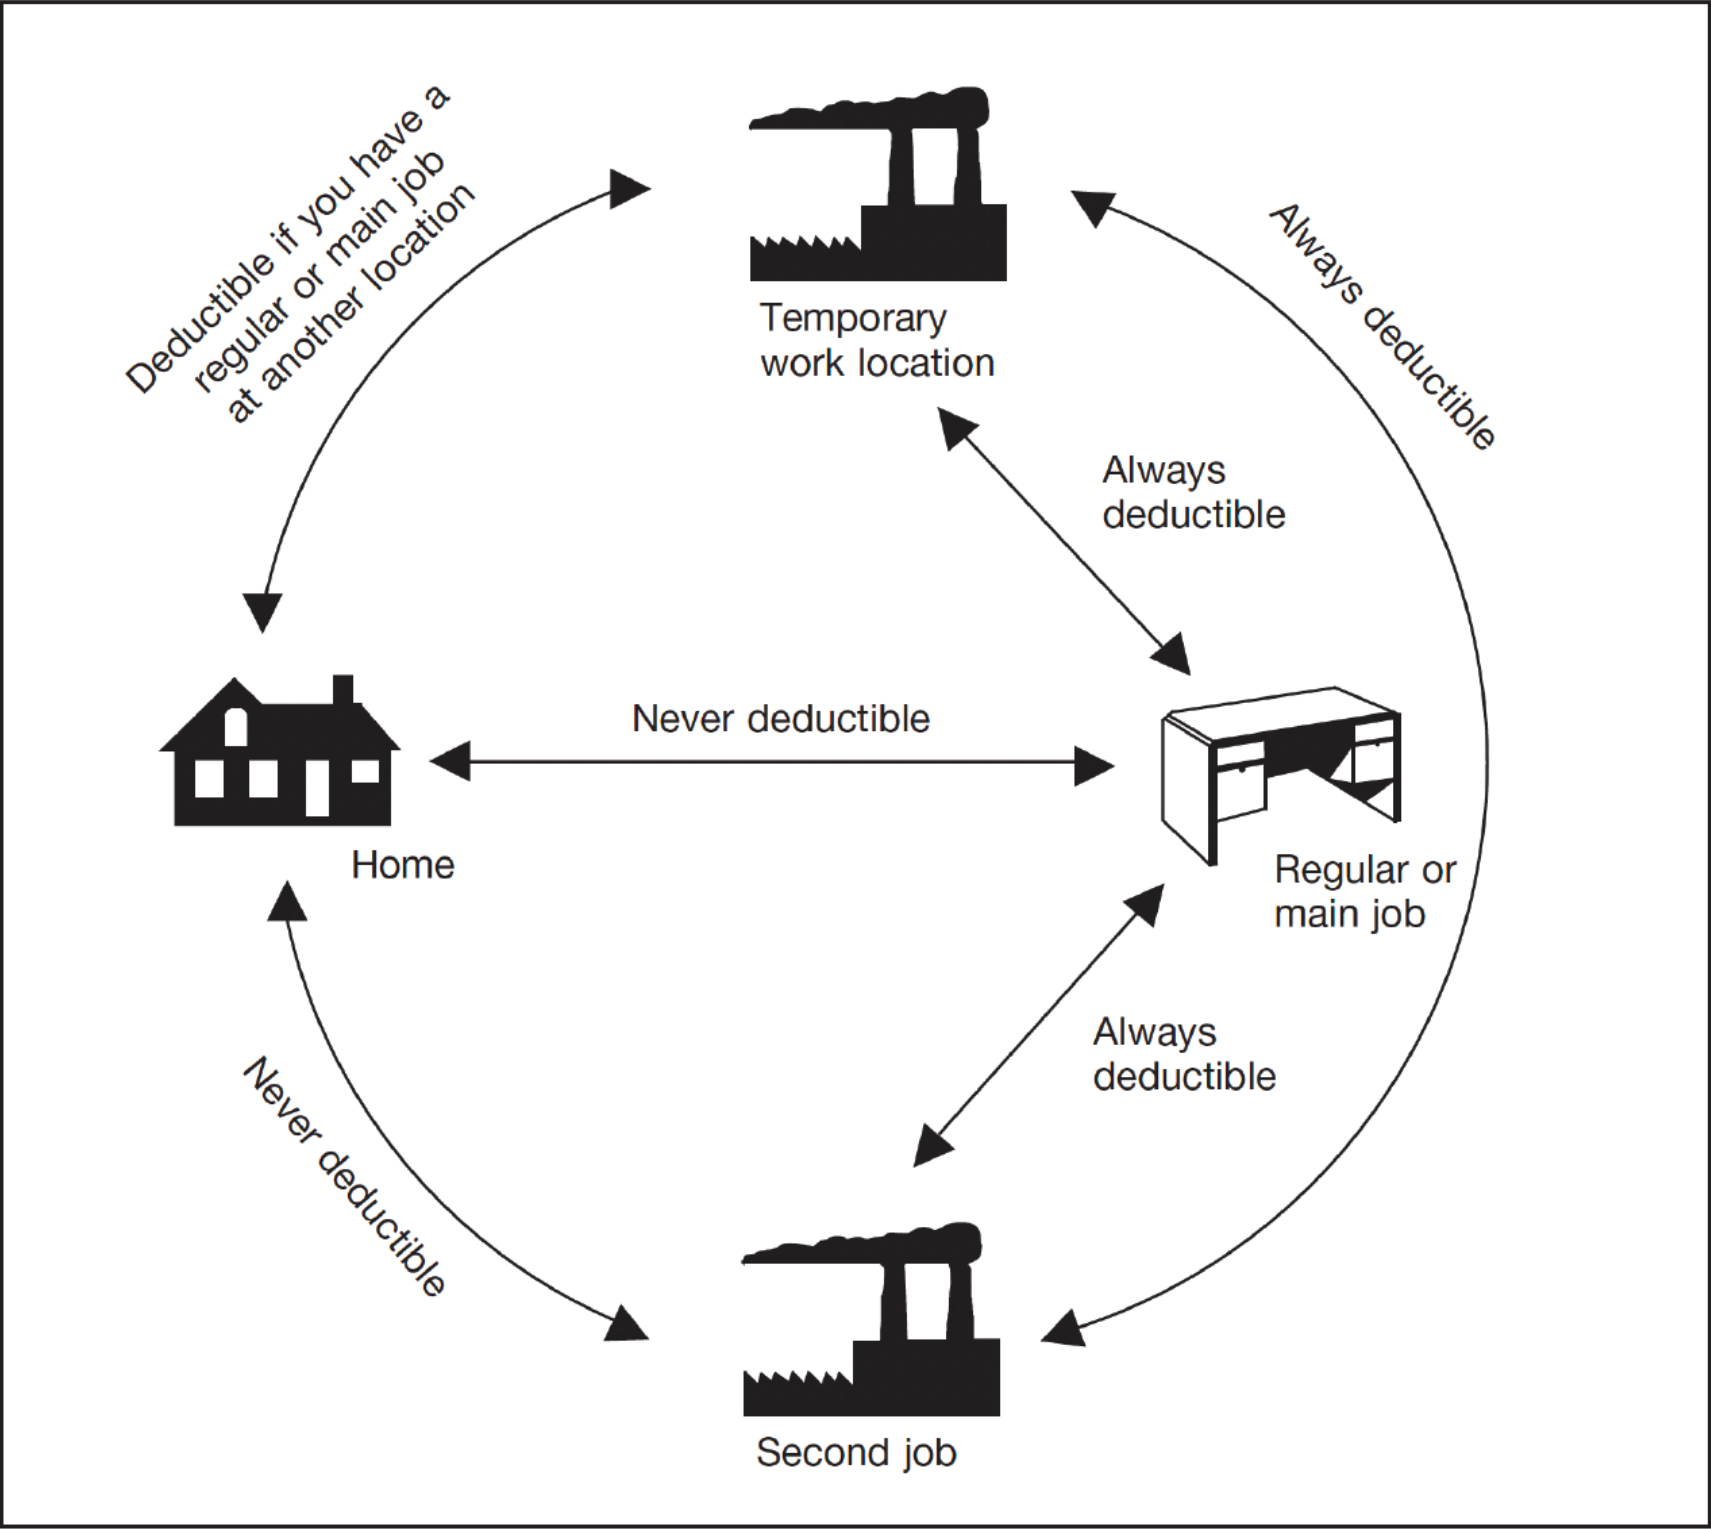 Deductible if you have a
regular or main job
at another location
Temporary
work location
Always deductible
Always
deductible
Never deductible
Home
Regular or
main job
Always
deductible
Never deductible
Second job